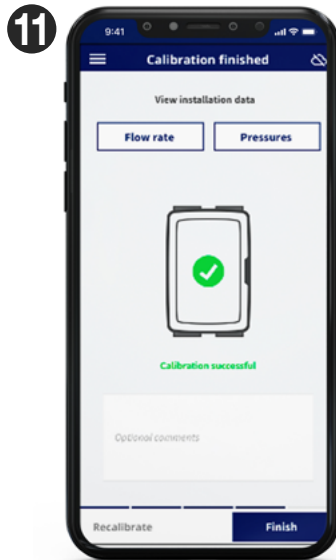 11
9:41
Calibration finished
View installation data
Flow rate Pressures
Calibration successful
Optional comments
Recalibrate Finish